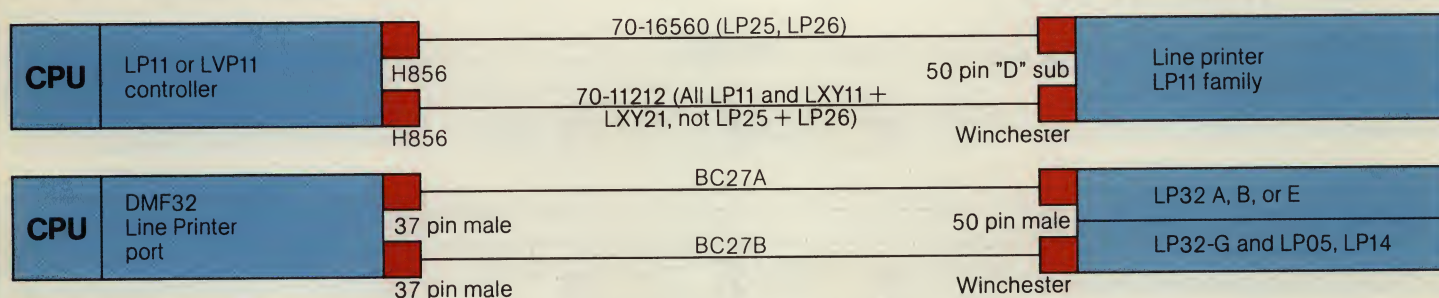 CPU
LP11 or LVP11
controller
H856
H856
70-16560 (LP25, LP26)
70-11212 (All LP11 and LXY11 +
LXY21, not LP25 + LP26)
50 pin "D" sub
Winchester
Line printer
LP11 family
CPU
DMF32
Line Printer
port
37 pin male
37 pin male
BC27A
BC27B
50 pin male
Winchester
LP32 A, B, or E
LP32-G and LP05, LP14